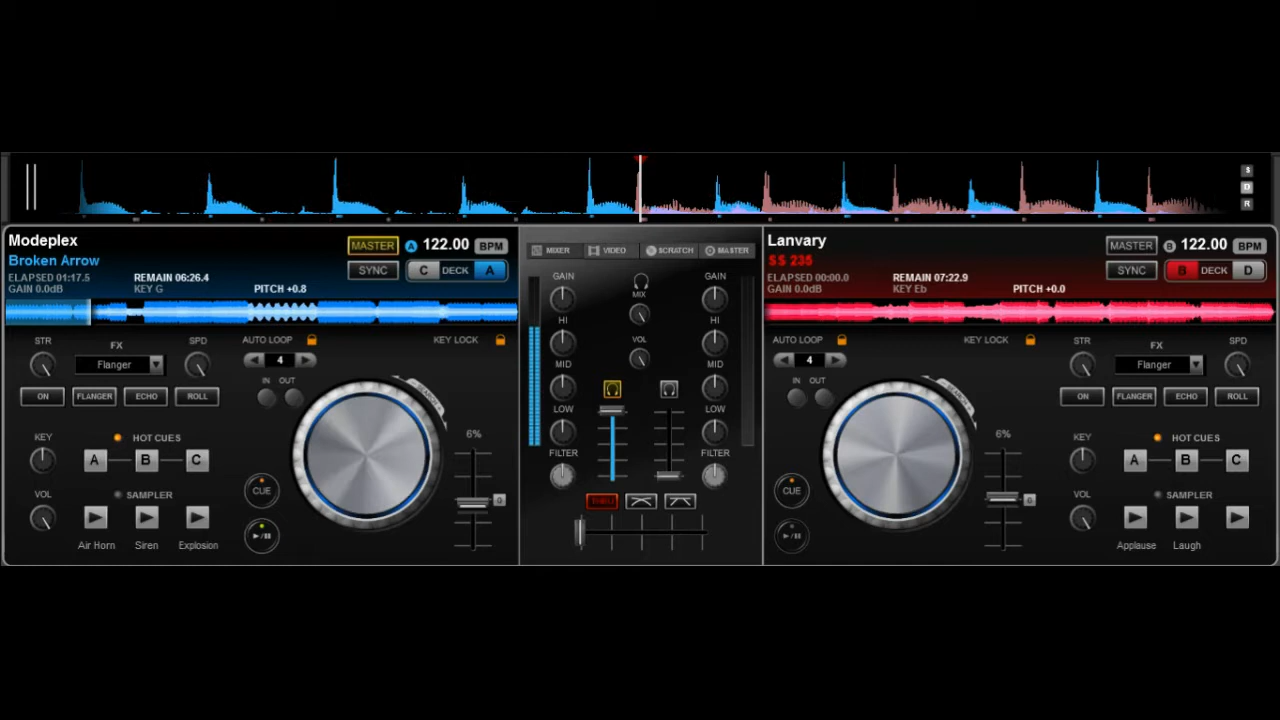 S
D
R
Modeplex
MASTER A 122.00 BPM
Broken Arrow
SYNC C DECK A
ELAPSED 01:17.5 REMAIN 06:26.4
GAIN 0.0dB KEY G PITCH +0.8
AUTO LOOP KEY LOCK
STR FX SPD
Flanger
4
IN OUT
ON FLANGER ECHO ROLL
6%
KEY HOT CUES
A B C
VOL SAMPLER
CUE
0
Air Horn Siren Explosion
MIXER VIDEO SCRATCH MASTER
GAIN GAIN
MIX
HI HI
VOL
MID MID
LOW LOW
FILTER FILTER
THRU
Lanvary
MASTER B 122.00 BPM
SS 235
SYNC B DECK D
ELAPSED 00:00.0 REMAIN 07:22.9
GAIN 0.0dB KEY Eb PITCH +0.0
AUTO LOOP KEY LOCK
STR FX SPD
4
Flanger
IN OUT
ON FLANGER ECHO ROLL
6%
KEY HOT CUES
A B C
CUE
0
VOL SAMPLER
Applause Laugh